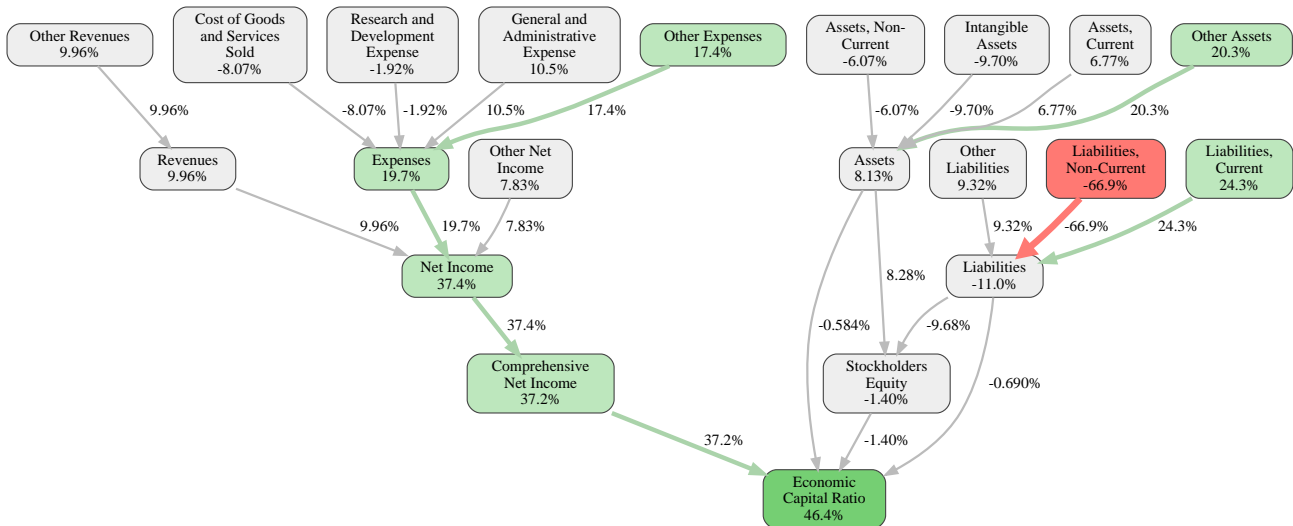 Other Revenues
9.96%
Cost of Goods
and Services
Sold
-8.07%
Research and
Development
Expense
-1.92%
General and
Administrative
Expense
10.5%
Other Expenses
17.4%
Assets, Non-
Current
-6.07%
Intangible
Assets
-9.70%
Assets,
Current
6.77%
Other Assets
20.3%
9.96%
-8.07%
-1.92%
10.5%
17.4%
-6.07%
-9.70%
6.77%
20.3%
Revenues
9.96%
Expenses
19.7%
Other Net
Income
7.83%
Assets
8.13%
Other
Liabilities
9.32%
Liabilities,
Non-Current
-66.9%
Liabilities,
Current
24.3%
9.96%
19.7%
7.83%
9.32%
-66.9%
24.3%
Net Income
37.4%
8.28%
Liabilities
-11.0%
37.4%
-0.584%
-9.68%
Comprehensive
Net Income
37.2%
Stockholders
Equity
-1.40%
-0.690%
37.2%
-1.40%
Economic
Capital Ratio
46.4%